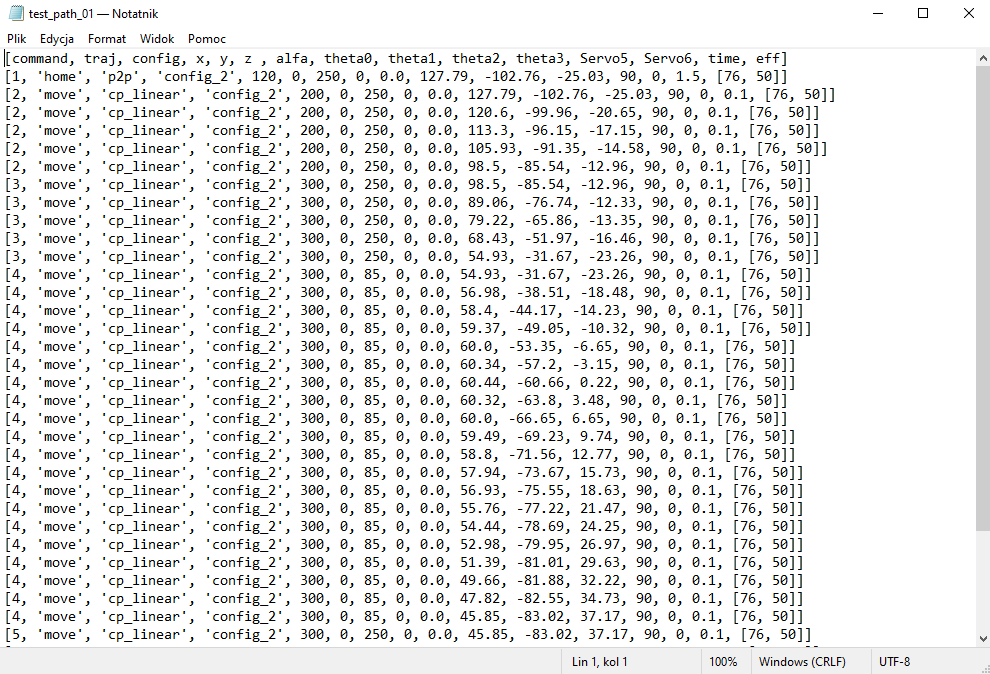 test_path_01 — Notatnik
Plik Edycja Format Widok Pomoc
[command, traj, config, x, y, z , alfa, theta0, theta1, theta2, theta3, Servo5, Servo6, time, eff]
[1, 'home', 'p2p', 'config_2', 120, 0, 250, 0, 0.0, 127.79, -102.76, -25.03, 90, 0, 1.5, [76, 50]]
[2, 'move', 'cp_linear', 'config_2', 200, 0, 250, 0, 0.0, 127.79, -102.76, -25.03, 90, 0, 0.1, [76, 50]]
[2, 'move', 'cp_linear', 'config_2', 200, 0, 250, 0, 0.0, 120.6, -99.96, -20.65, 90, 0, 0.1, [76, 50]]
[2, 'move', 'cp_linear', 'config_2', 200, 0, 250, 0, 0.0, 113.3, -96.15, -17.15, 90, 0, 0.1, [76, 50]]
[2, 'move', 'cp_linear', 'config_2', 200, 0, 250, 0, 0.0, 105.93, -91.35, -14.58, 90, 0, 0.1, [76, 50]]
[2, 'move', 'cp_linear', 'config_2', 200, 0, 250, 0, 0.0, 98.5, -85.54, -12.96, 90, 0, 0.1, [76, 50]]
[3, 'move', 'cp_linear', 'config_2', 300, 0, 250, 0, 0.0, 98.5, -85.54, -12.96, 90, 0, 0.1, [76, 50]]
[3, 'move', 'cp_linear', 'config_2', 300, 0, 250, 0, 0.0, 89.06, -76.74, -12.33, 90, 0, 0.1, [76, 50]]
[3, 'move', 'cp_linear', 'config_2', 300, 0, 250, 0, 0.0, 79.22, -65.86, -13.35, 90, 0, 0.1, [76, 50]]
[3, 'move', 'cp_linear', 'config_2', 300, 0, 250, 0, 0.0, 68.43, -51.97, -16.46, 90, 0, 0.1, [76, 50]]
[3, 'move', 'cp_linear', 'config_2', 300, 0, 250, 0, 0.0, 54.93, -31.67, -23.26, 90, 0, 0.1, [76, 50]]
[4, 'move', 'cp_linear', 'config_2', 300, 0, 85, 0, 0.0, 54.93, -31.67, -23.26, 90, 0, 0.1, [76, 50]]
[4, 'move', 'cp_linear', 'config_2', 300, 0, 85, 0, 0.0, 56.98, -38.51, -18.48, 90, 0, 0.1, [76, 50]]
[4, 'move', 'cp_linear', 'config_2', 300, 0, 85, 0, 0.0, 58.4, -44.17, -14.23, 90, 0, 0.1, [76, 50]]
[4, 'move', 'cp_linear', 'config_2', 300, 0, 85, 0, 0.0, 59.37, -49.05, -10.32, 90, 0, 0.1, [76, 50]]
[4, 'move', 'cp_linear', 'config_2', 300, 0, 85, 0, 0.0, 60.0, -53.35, -6.65, 90, 0, 0.1, [76, 50]]
[4, 'move', 'cp_linear', 'config_2', 300, 0, 85, 0, 0.0, 60.34, -57.2, -3.15, 90, 0, 0.1, [76, 50]]
[4, 'move', 'cp_linear', 'config_2', 300, 0, 85, 0, 0.0, 60.44, -60.66, 0.22, 90, 0, 0.1, [76, 50]]
[4, 'move', 'cp_linear', 'config_2', 300, 0, 85, 0, 0.0, 60.32, -63.8, 3.48, 90, 0, 0.1, [76, 50]]
[4, 'move', 'cp_linear', 'config_2', 300, 0, 85, 0, 0.0, 60.0, -66.65, 6.65, 90, 0, 0.1, [76, 50]]
[4, 'move', 'cp_linear', 'config_2', 300, 0, 85, 0, 0.0, 59.49, -69.23, 9.74, 90, 0, 0.1, [76, 50]]
[4, 'move', 'cp_linear', 'config_2', 300, 0, 85, 0, 0.0, 58.8, -71.56, 12.77, 90, 0, 0.1, [76, 50]]
[4, 'move', 'cp_linear', 'config_2', 300, 0, 85, 0, 0.0, 57.94, -73.67, 15.73, 90, 0, 0.1, [76, 50]]
[4, 'move', 'cp_linear', 'config_2', 300, 0, 85, 0, 0.0, 56.93, -75.55, 18.63, 90, 0, 0.1, [76, 50]]
[4, 'move', 'cp_linear', 'config_2', 300, 0, 85, 0, 0.0, 55.76, -77.22, 21.47, 90, 0, 0.1, [76, 50]]
[4, 'move', 'cp_linear', 'config_2', 300, 0, 85, 0, 0.0, 54.44, -78.69, 24.25, 90, 0, 0.1, [76, 50]]
[4, 'move', 'cp_linear', 'config_2', 300, 0, 85, 0, 0.0, 52.98, -79.95, 26.97, 90, 0, 0.1, [76, 50]]
[4, 'move', 'cp_linear', 'config_2', 300, 0, 85, 0, 0.0, 51.39, -81.01, 29.63, 90, 0, 0.1, [76, 50]]
[4, 'move', 'cp_linear', 'config_2', 300, 0, 85, 0, 0.0, 49.66, -81.88, 32.22, 90, 0, 0.1, [76, 50]]
[4, 'move', 'cp_linear', 'config_2', 300, 0, 85, 0, 0.0, 47.82, -82.55, 34.73, 90, 0, 0.1, [76, 50]]
[4, 'move', 'cp_linear', 'config_2', 300, 0, 85, 0, 0.0, 45.85, -83.02, 37.17, 90, 0, 0.1, [76, 50]]
[5, 'move', 'cp_linear', 'config_2', 300, 0, 250, 0, 0.0, 45.85, -83.02, 37.17, 90, 0, 0.1, [76, 50]]
Lin 1, kol 1 100% Windows (CRLF) UTF-8